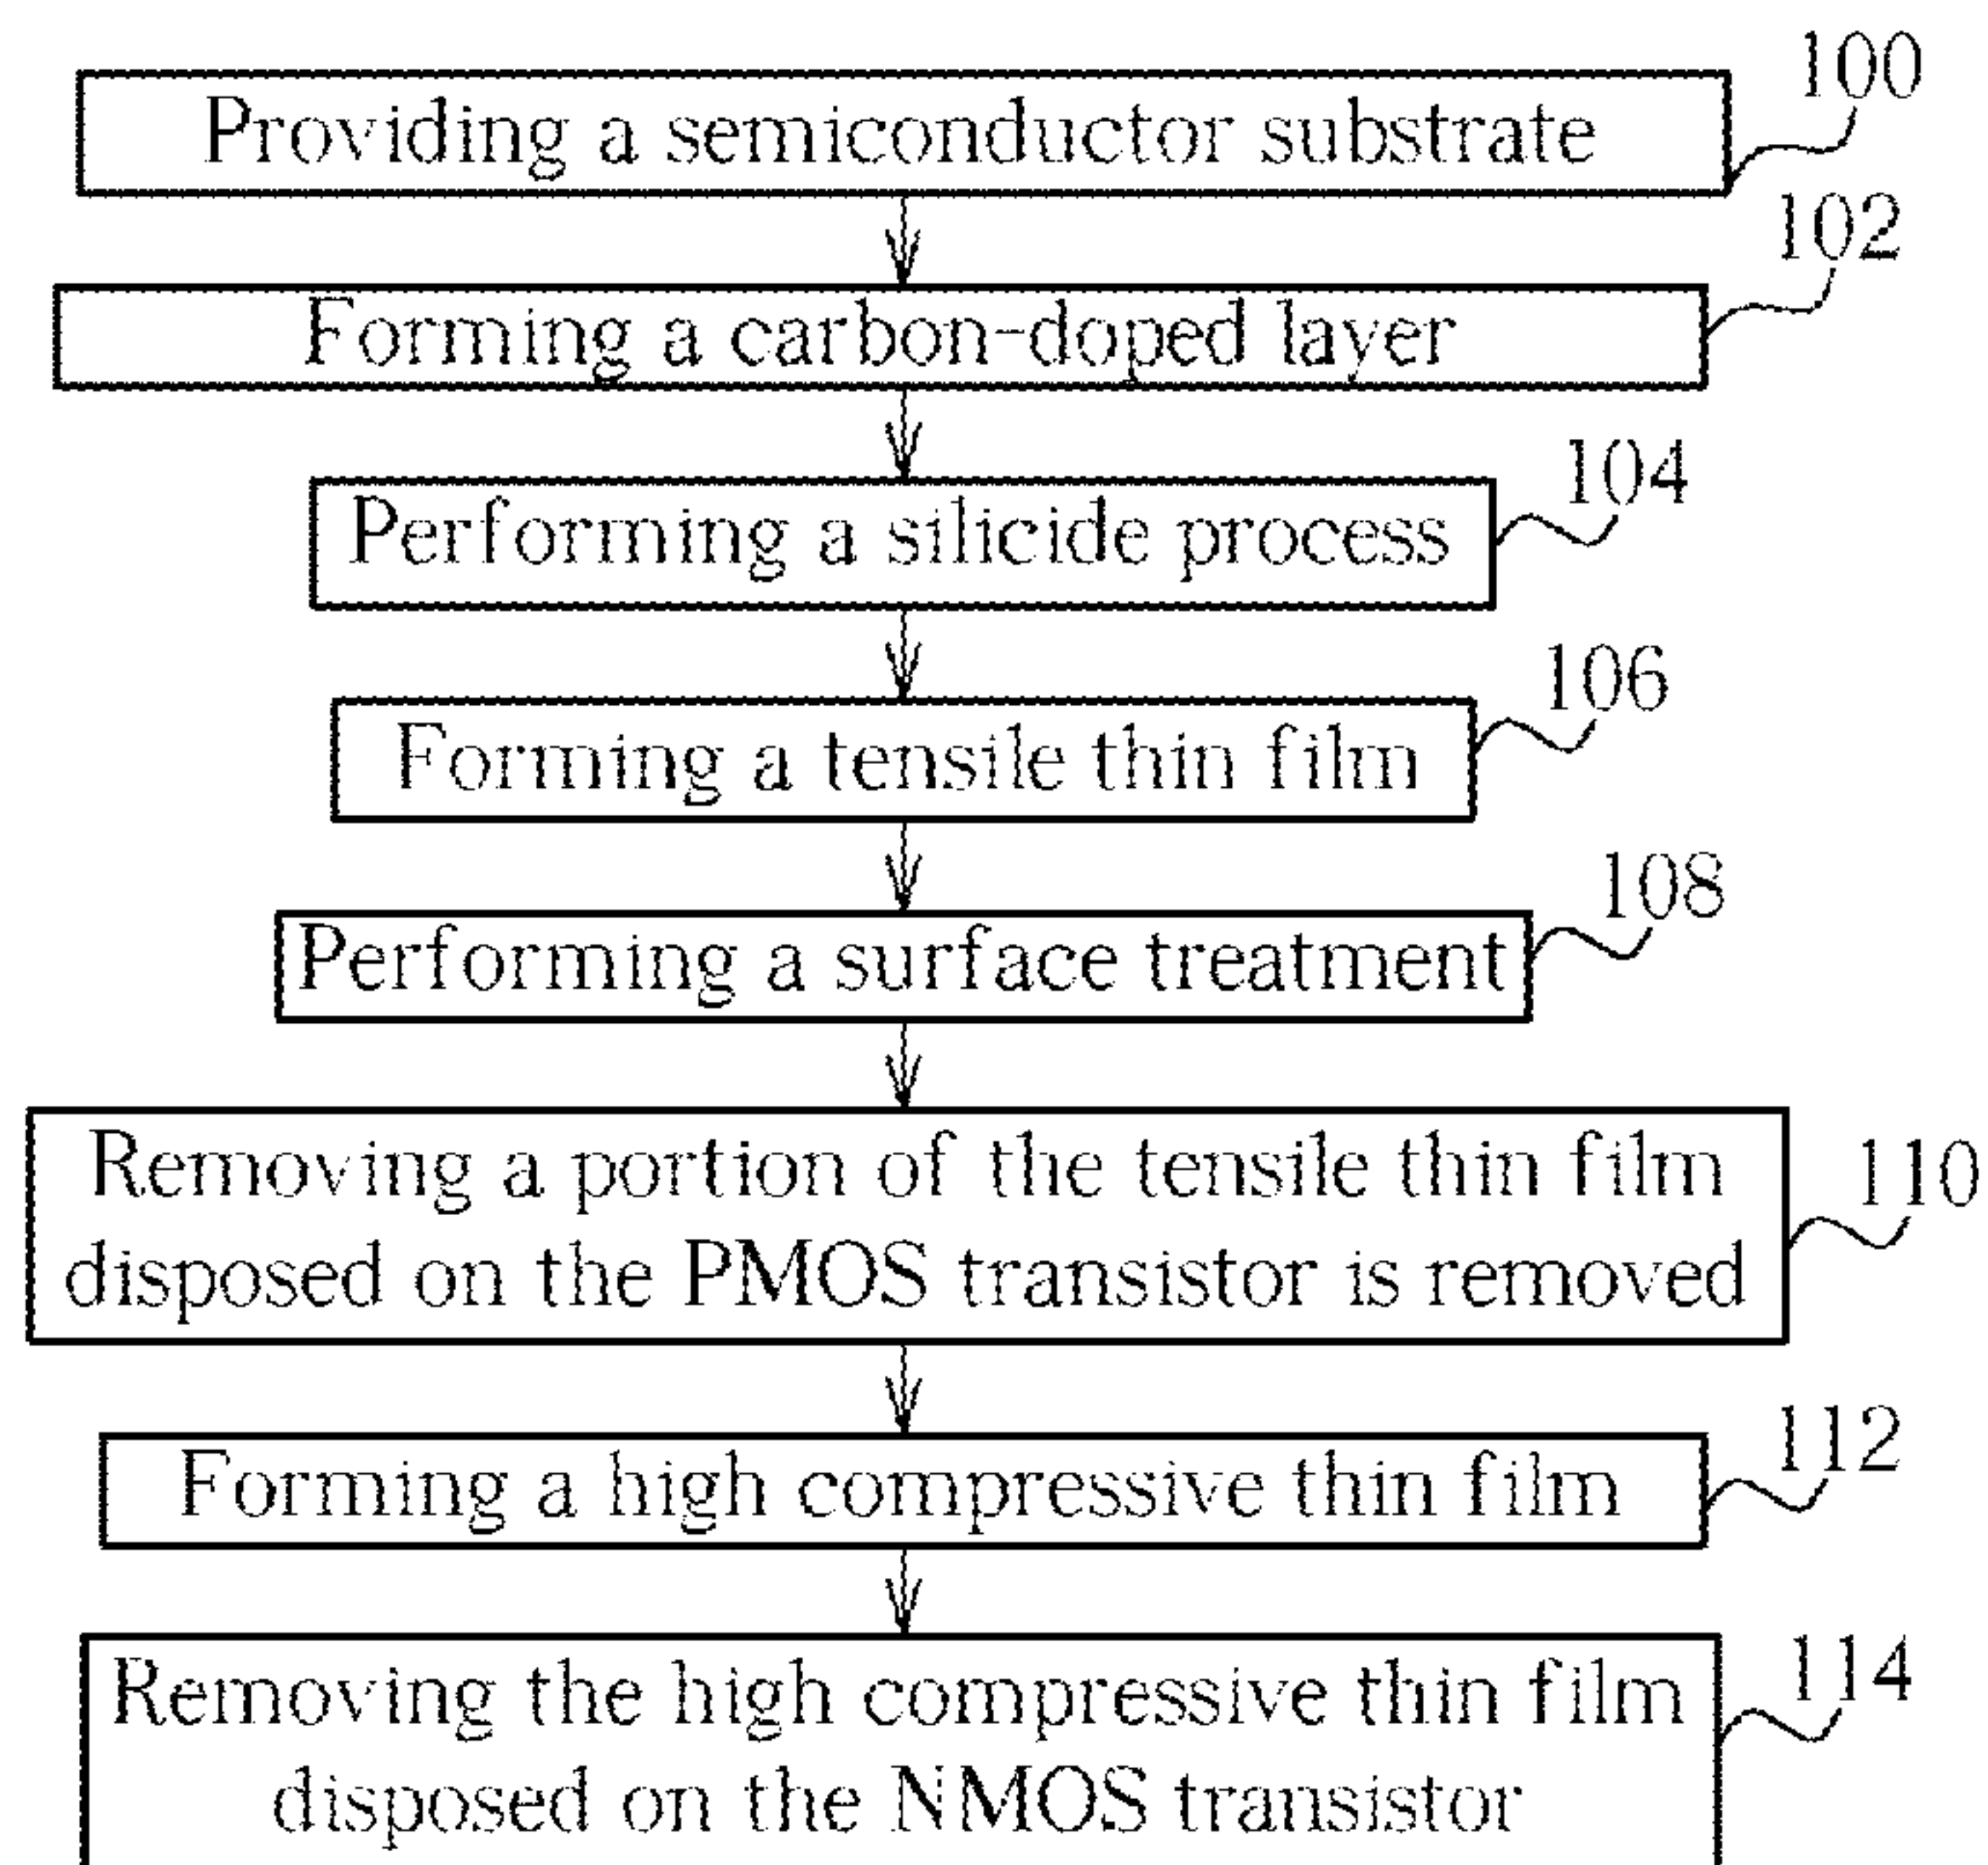 100
Providing a semiconductor substrate
102
Forming a carbon-doped layer
104
Performing a silicide process
106
Forming a tensile thin film
108
Performing a surface treatment
110
Removing a portion of the tensile thin film
disposed on the PMOS transistor is removed
112
Forming a high compressive thin film
114
Removing the high compressive thin film
disposed on the NMOS transistor